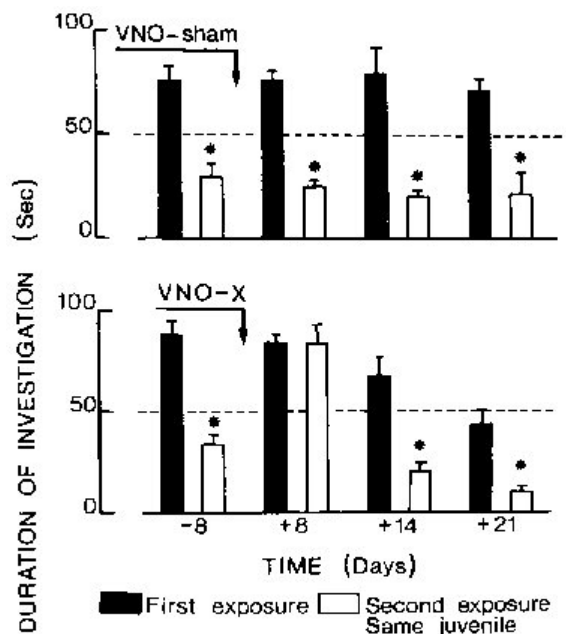 DURATION OF INVESTIGATION (Sec)
100
VNO-sham
50
*
*
*
*
0
VNO-X
100
50
*
*
*
0
-8
+8
+14
+21
TIME (Days)
First exposure
Second exposure
Same juvenile